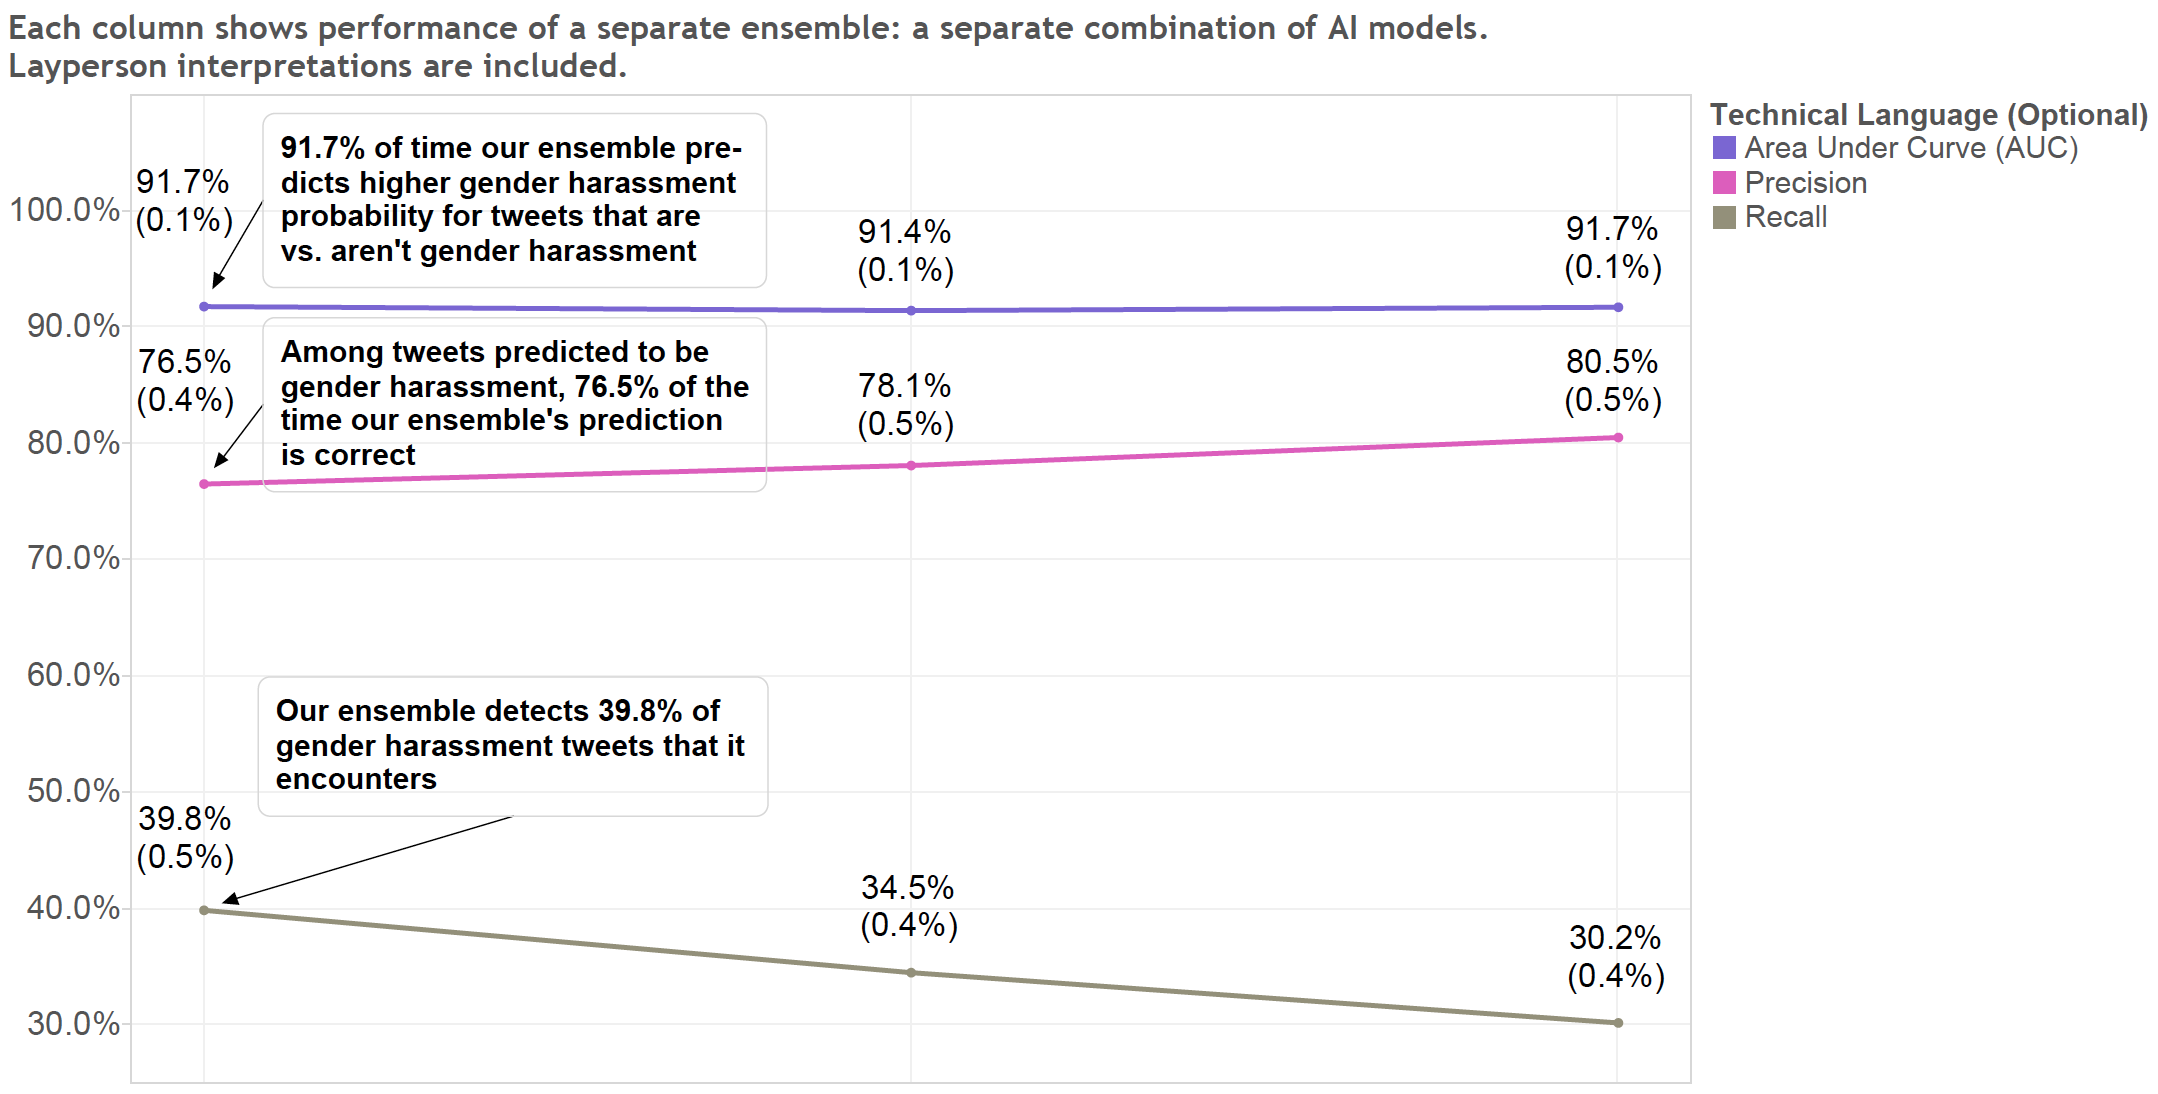 Each column shows performance of a separate ensemble: a separate combination of AI models.
Layperson interpretations are included.
Technical Language (Optional)
Area Under Curve (AUC)
Precision
Recall
100.0%
90.0%
80.0%
70.0%
60.0%
50.0%
40.0%
30.0%
91.7%
(0.1%)
91.7% of time our ensemble pre-
dicts higher gender harassment
probability for tweets that are
vs. aren't gender harassment
91.4%
(0.1%)
91.7%
(0.1%)
76.5%
(0.4%)
Among tweets predicted to be
gender harassment, 76.5% of the
time our ensemble's prediction
is correct
78.1%
(0.5%)
80.5%
(0.5%)
Our ensemble detects 39.8% of
gender harassment tweets that it
encounters
39.8%
(0.5%)
34.5%
(0.4%)
30.2%
(0.4%)